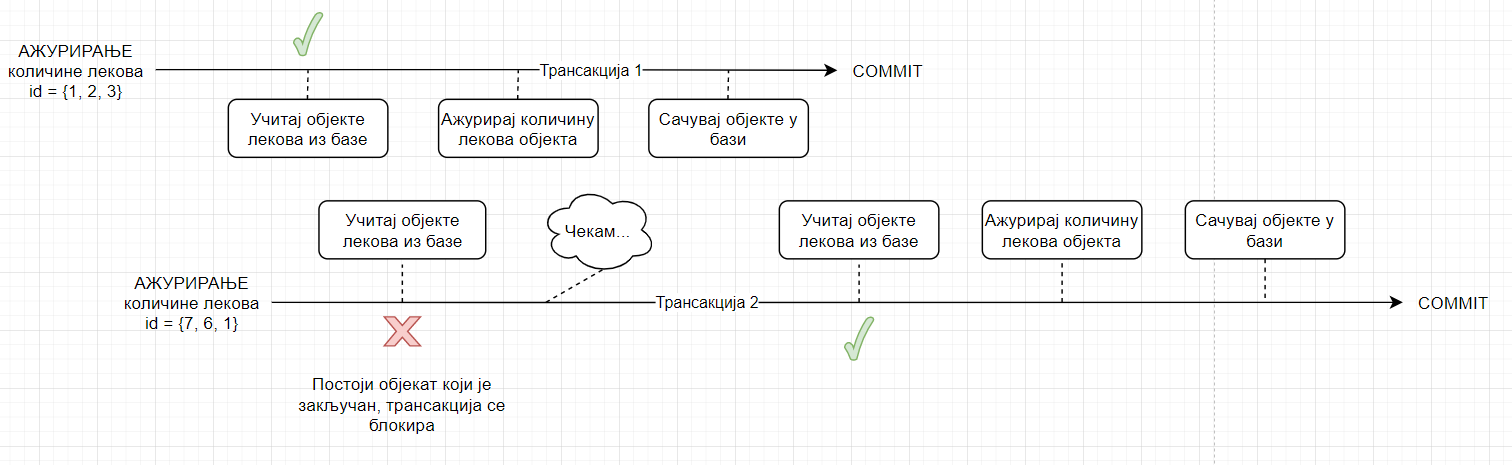 АЖУРИРАЊЕ
количине лекова
id = {1, 2, 3}
Трансакција 1
COMMIT
Учитај објекте
лекова из базе
Ажурирај количину
лекова објекта
Сачувај објекте у
бази
Учитај објекте
лекова из базе
Чекам...
Учитај објекте
лекова из базе
Ажурирај количину
лекова објекта
Сачувај објекте у
бази
АЖУРИРАЊЕ
количине лекова
id = {7, 6, 1}
Трансакција 2
COMMIT
Постоји објекат који је
закључан, трансакција се
блокира